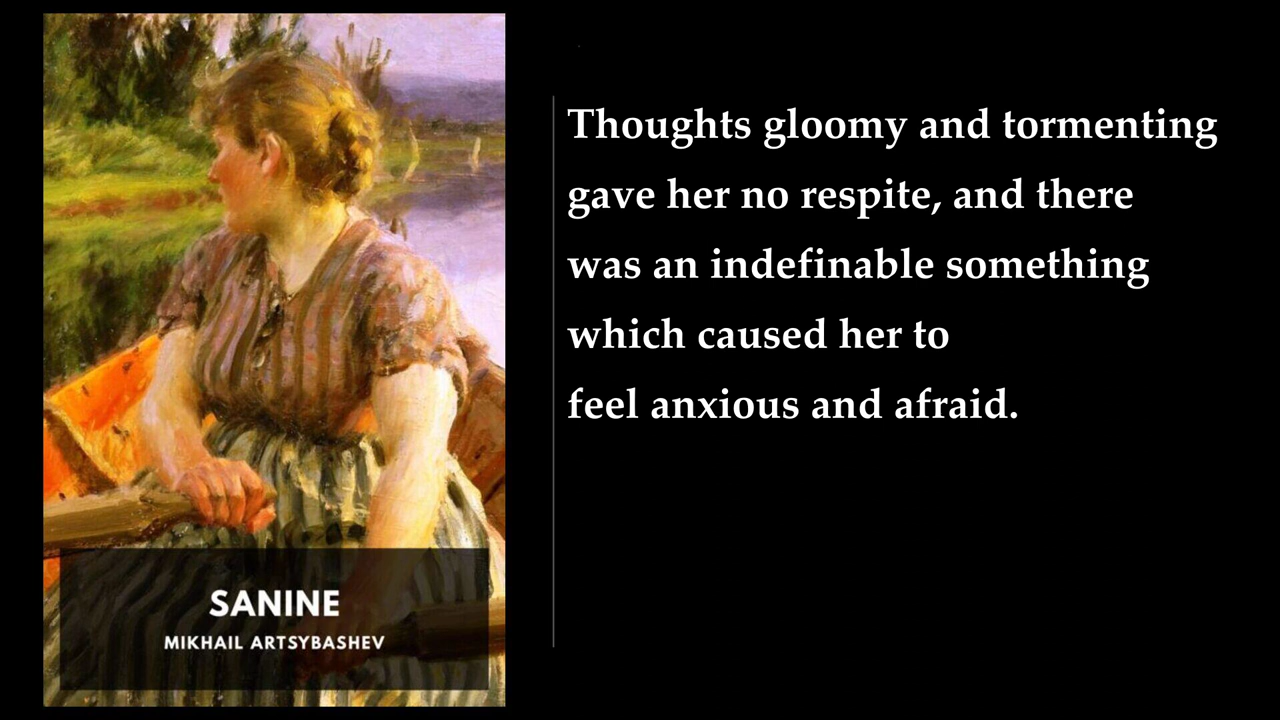 SANINE
MIKHAIL ARTSYBASHEV
Thoughts gloomy and tormenting
gave her no respite, and there
was an indefinable something
which caused her to
feel anxious and afraid.